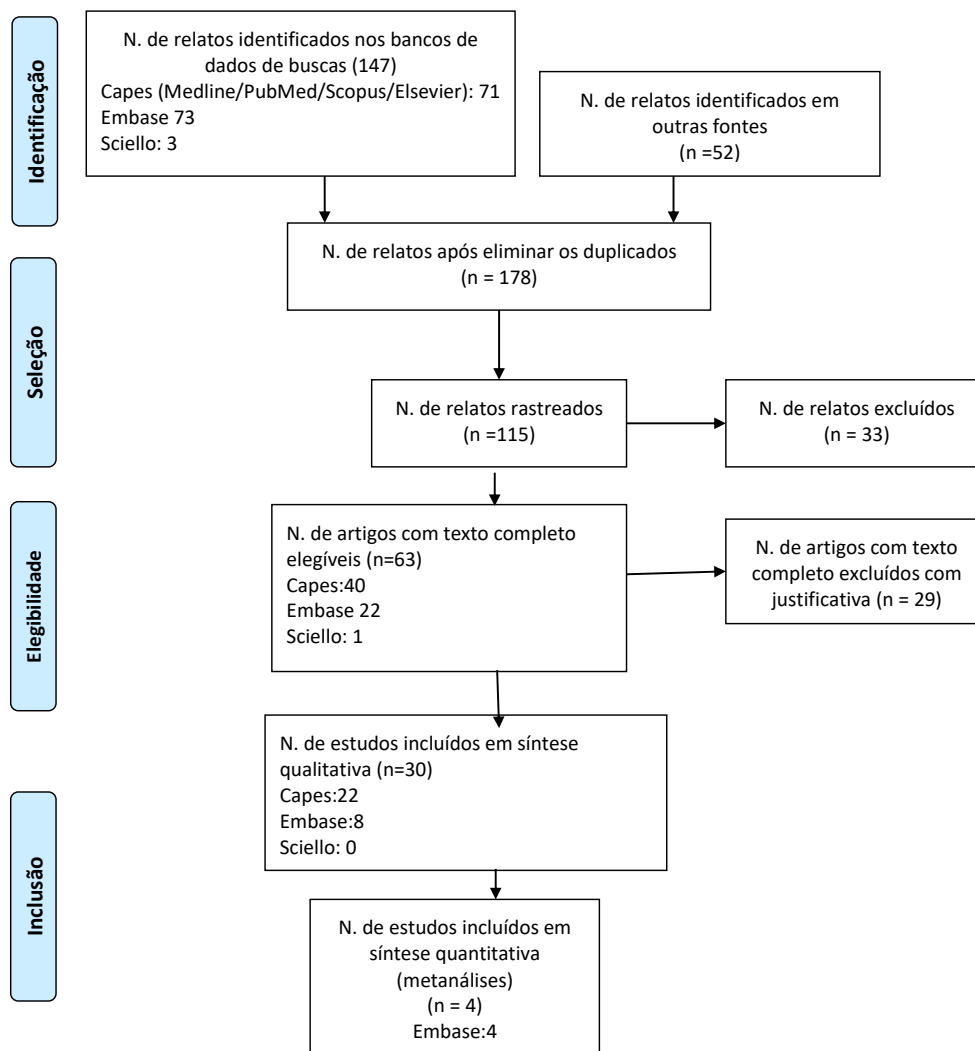 Identificação
N. de relatos identificados nos bancos de
dados de buscas (147)
Capes (Medline/PubMed/Scopus/Elsevier): 71
Embase 73
Sciello: 3
N. de relatos identificados em
outras fontes
(n =52)
N. de relatos após eliminar os duplicados
(n = 178)
Seleção
N. de relatos rastreados
(n =115)
N. de relatos excluídos
(n = 33)
Elegibilidade
N. de artigos com texto completo
elegíveis (n=63)
Capes:40
Embase 22
Sciello: 1
N. de artigos com texto
completo excluídos com
justificativa (n = 29)
Inclusão
N. de estudos incluídos em síntese
qualitativa (n=30)
Capes:22
Embase:8
Sciello: 0
N. de estudos incluídos em
síntese quantitativa
(metanálises)
(n = 4)
Embase:4